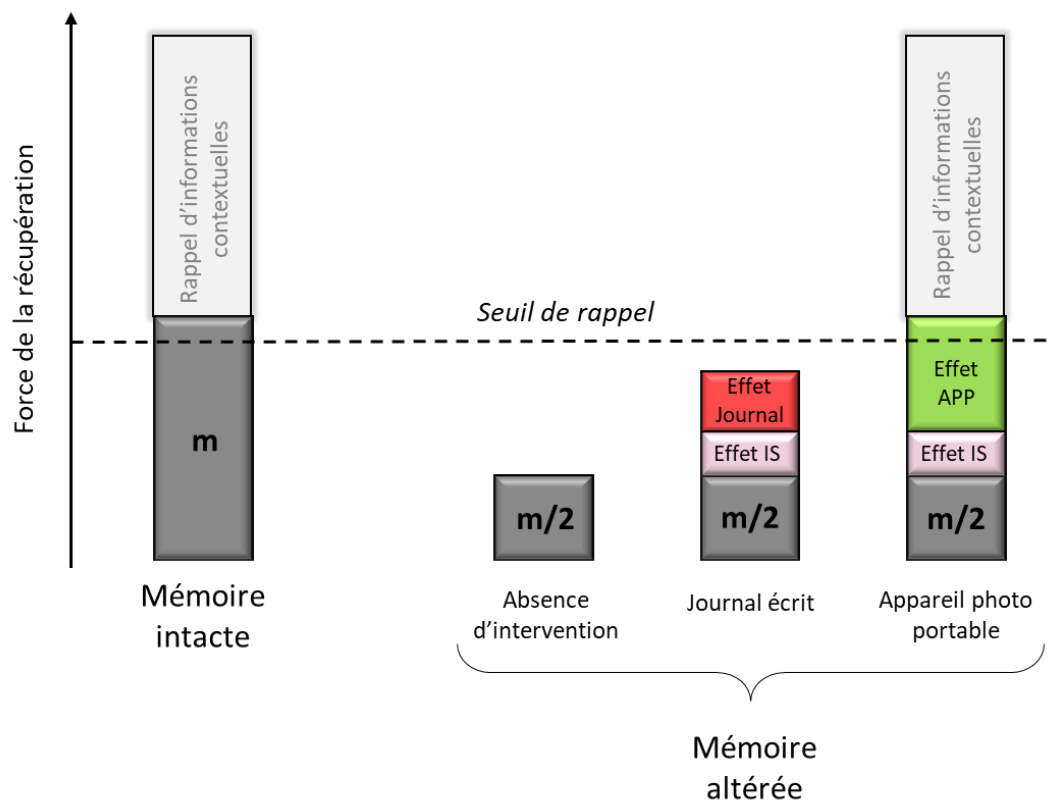 Force de la récupération
Rappel d'informations
contextuelles
m
Mémoire
intacte
Seuil de rappel
m/2
Absence
d'intervention
Effet
Journal
Effet IS
m/2
Journal écrit
Rappel d'informations
contextuelles
Effet
APP
Effet IS
m/2
Appareil photo
portable
Mémoire
altérée